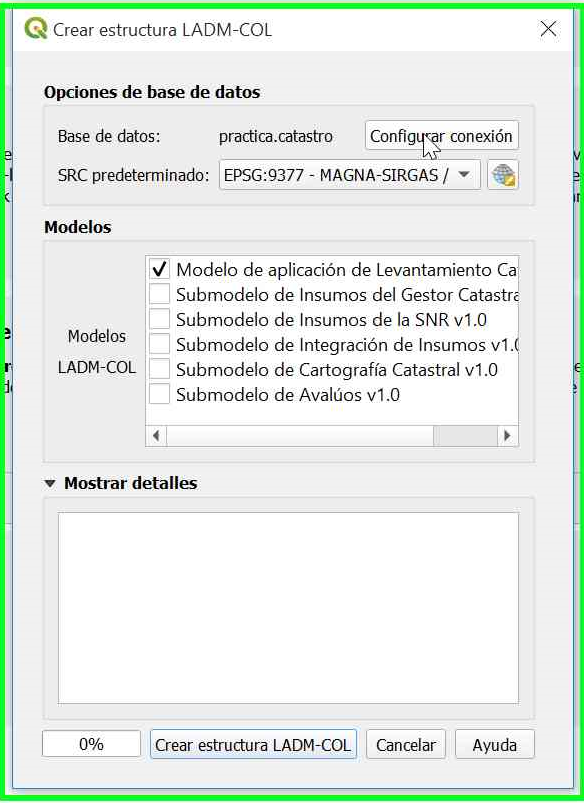 Crear estructura LADM-COL
Opciones de base de datos
Base de datos: practica.catastro Configurar conexión
SRC predeterminado: EPSG:9377 - MAGNA-SIRGAS /
Modelos
Modelos LADM-COL
Modelo de aplicación de Levantamiento Ca
Submodelo de Insumos del Gestor Catastra
Submodelo de Insumos de la SNR v1.0
Submodelo de Integración de Insumos v1.0
Submodelo de Cartografía Catastral v1.0
Submodelo de Avalúos v1.0
Mostrar detalles
0% Crear estructura LADM-COL Cancelar Ayuda